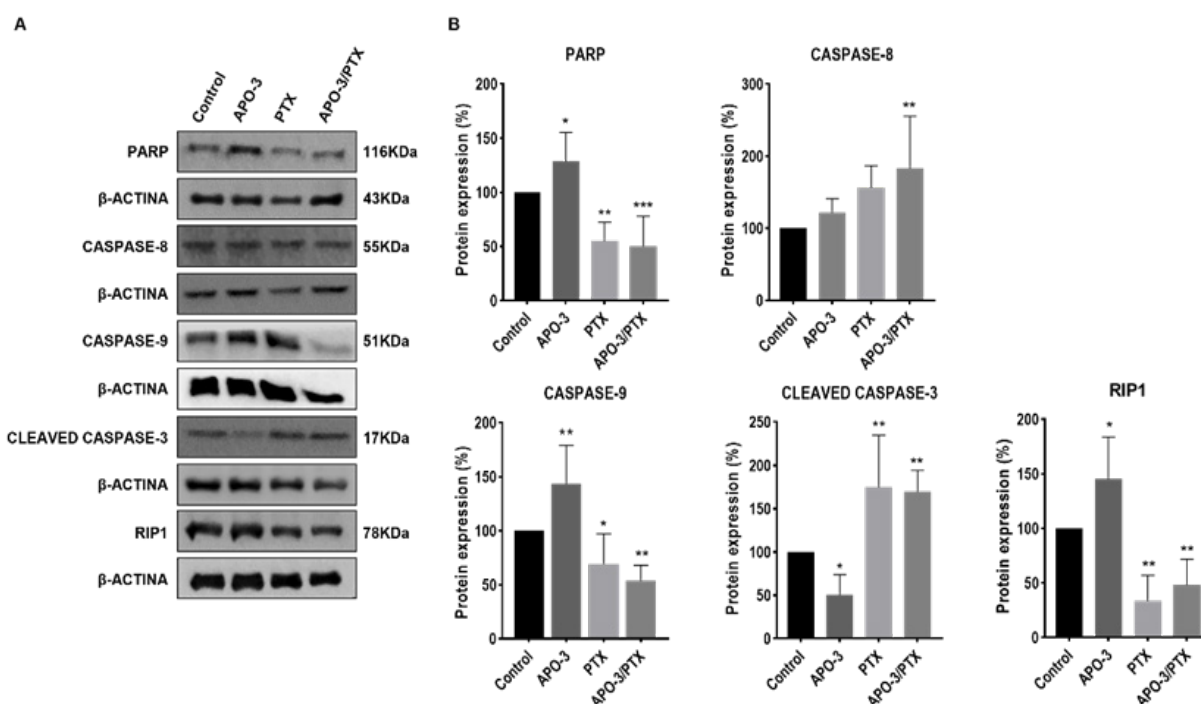 A
Control
APO-3
PTX
APO-3/PTX
PARP
116KDa
β-ACTINA
43KDa
CASPASE-8
55KDa
β-ACTINA
CASPASE-9
51KDa
β-ACTINA
CLEAVED CASPASE-3
17KDa
β-ACTINA
RIP1
78KDa
β-ACTINA
B
PARP
Protein expression (%)
200
150
100
50
0
*
**
***
Control
APO-3
PTX
APO-3/PTX
CASPASE-8
Protein expression (%)
300
200
150
100
50
0
**
Control
APO-3
PTX
APO-3/PTX
CASPASE-9
Protein expression (%)
200
150
100
50
0
**
*
**
Control
APO-3
PTX
APO-3/PTX
CLEAVED CASPASE-3
Protein expression (%)
250
200
150
100
50
0
*
**
**
Control
APO-3
PTX
APO-3/PTX
RIP1
Protein expression (%)
200
150
100
50
0
*
**
**
Control
APO-3
PTX
APO-3/PTX